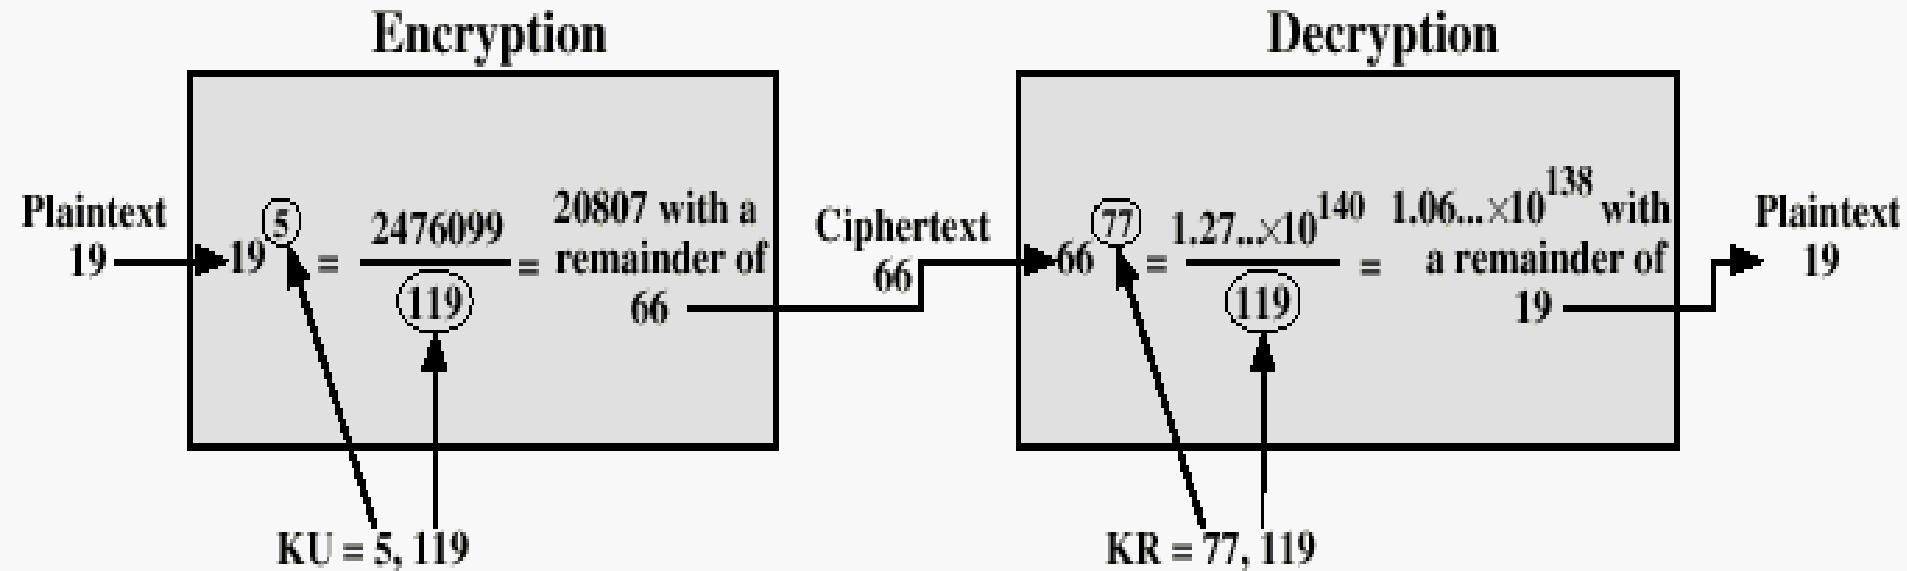 Encryption
Decryption
Plaintext
19
19^5 = 2476099 / 119 = 20807 with a
remainder of
66
Ciphertext
66
66^77 = 1.27...×10^140 / 119 = 1.06...×10^138 with
a remainder of
19
Plaintext
19
KU = 5, 119
KR = 77, 119